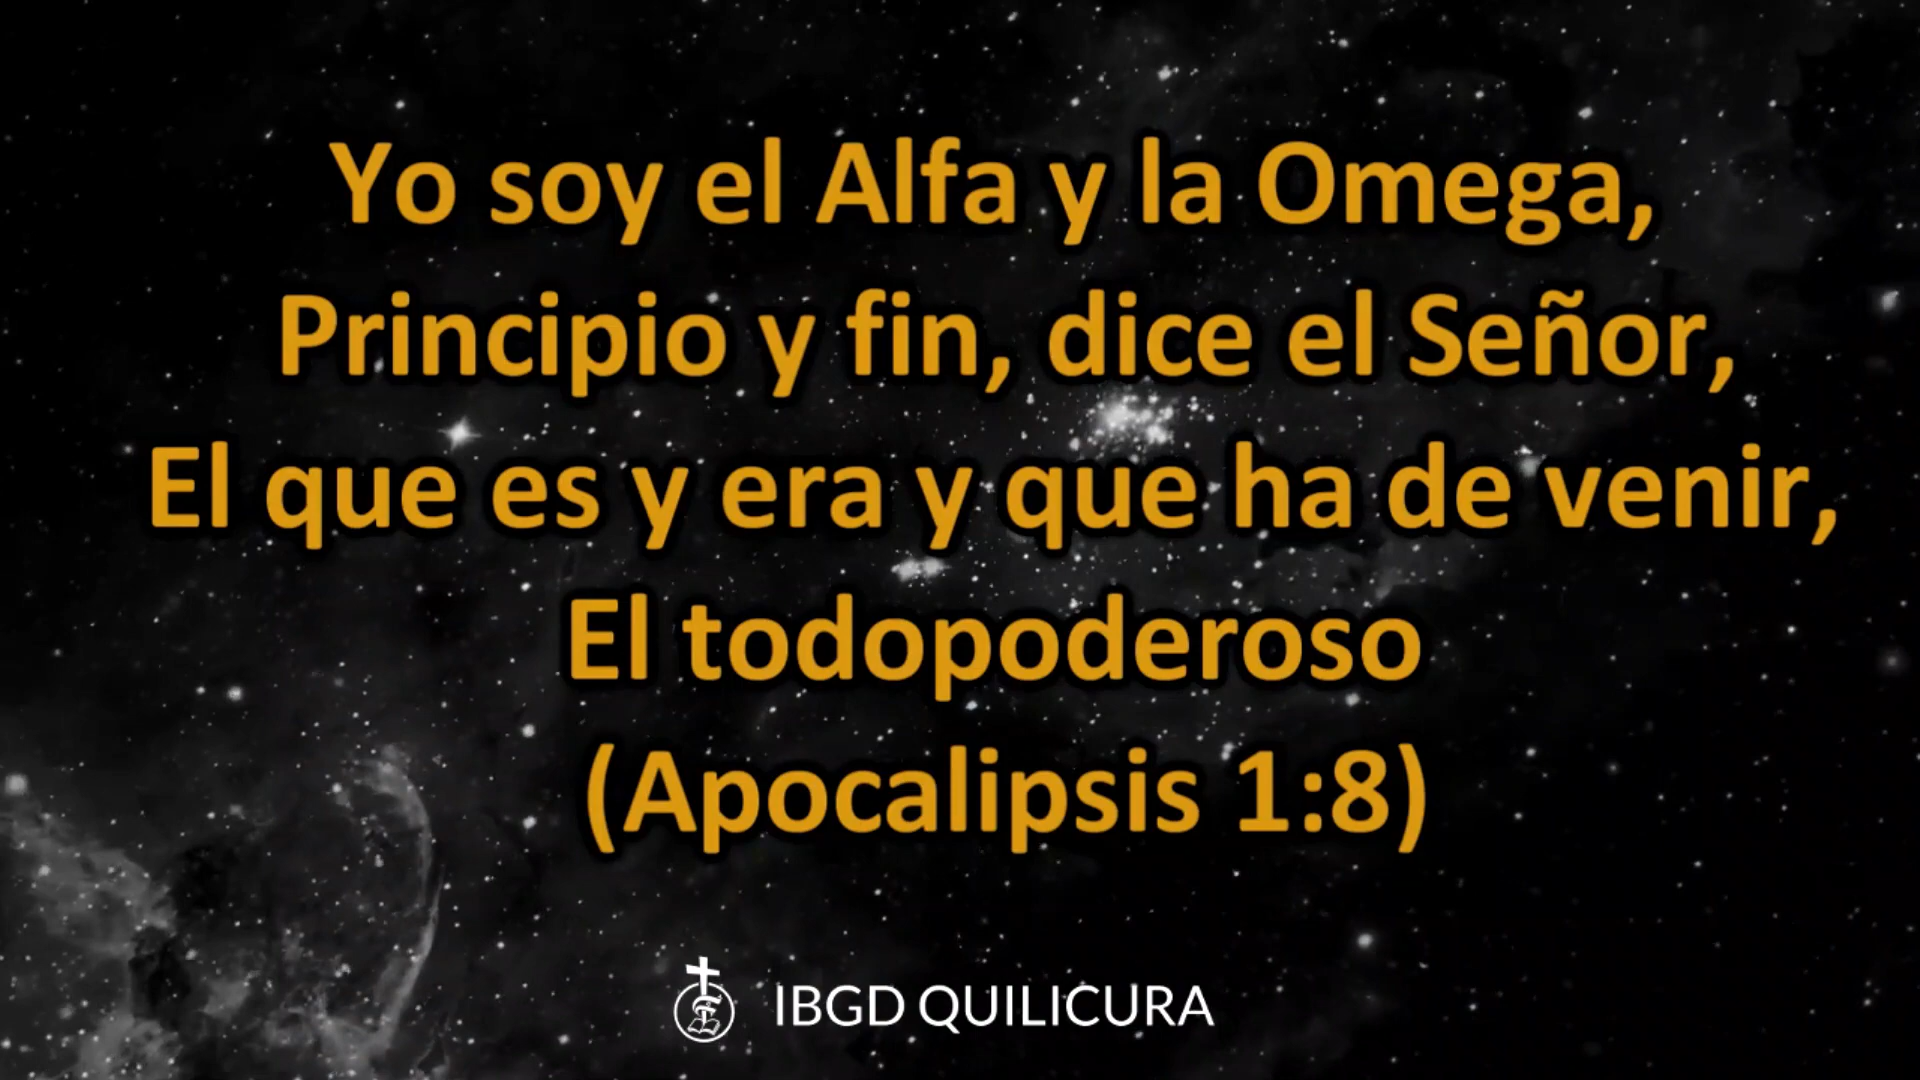 Yo soy el Alfa y la Omega,
Principio y fin, dice el Señor,
El que es y era y que ha de venir,
El todopoderoso
(Apocalipsis 1:8)
IBGD QUILICURA